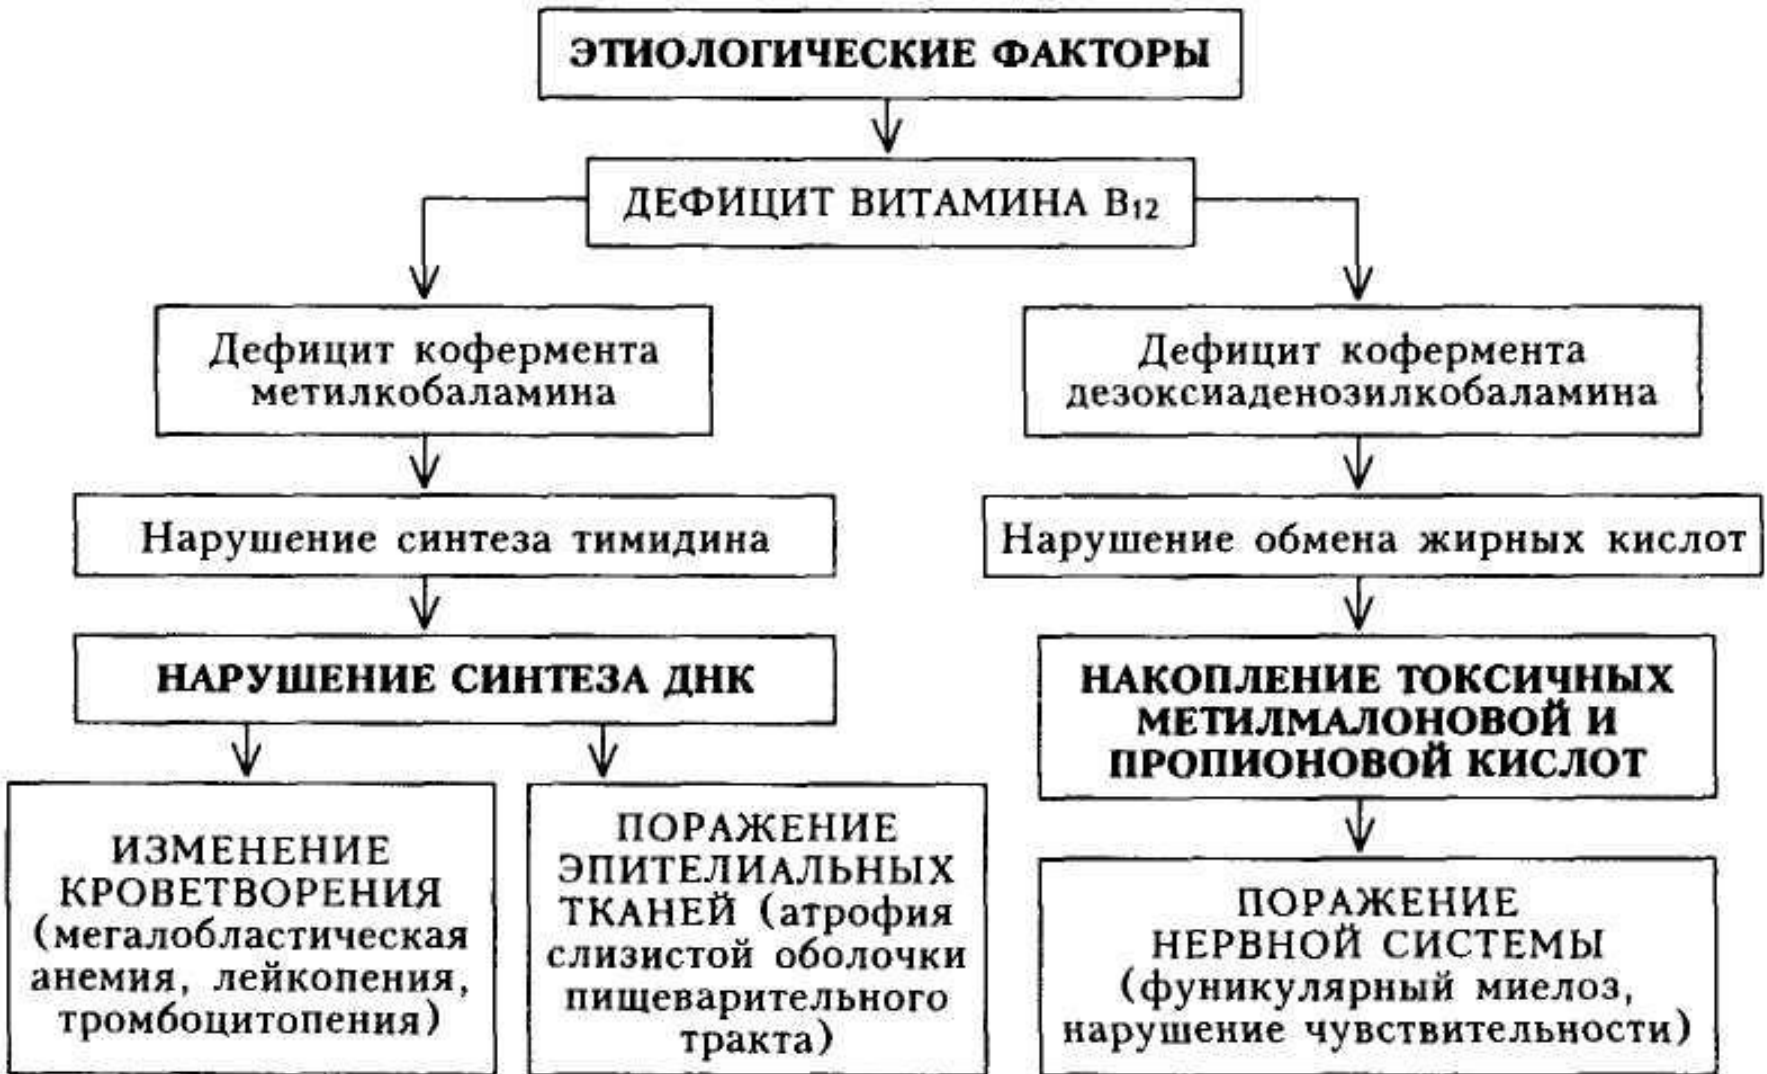 ЭТИОЛОГИЧЕСКИЕ ФАКТОРЫ
ДЕФИЦИТ ВИТАМИНА В₁₂
Дефицит кофермента
метилкобаламина
Дефицит кофермента
дезоксиаденозилкобаламина
Нарушение синтеза тимидина
Нарушение обмена жирных кислот
НАРУШЕНИЕ СИНТЕЗА ДНК
НАКОПЛЕНИЕ ТОКСИЧНЫХ
МЕТИЛМАЛОНОВОЙ И
ПРОПИОНОВОЙ КИСЛОТ
ИЗМЕНЕНИЕ
КРОВЕТВОРЕНИЯ
(мегалобластическая
анемия, лейкопения,
тромбоцитопения)
ПОРАЖЕНИЕ
ЭПИТЕЛИАЛЬНЫХ
ТКАНЕЙ (атрофия
слизистой оболочки
пищеварительного
тракта)
ПОРАЖЕНИЕ
НЕРВНОЙ СИСТЕМЫ
(фуникулярный миелоз,
нарушение чувствительности)